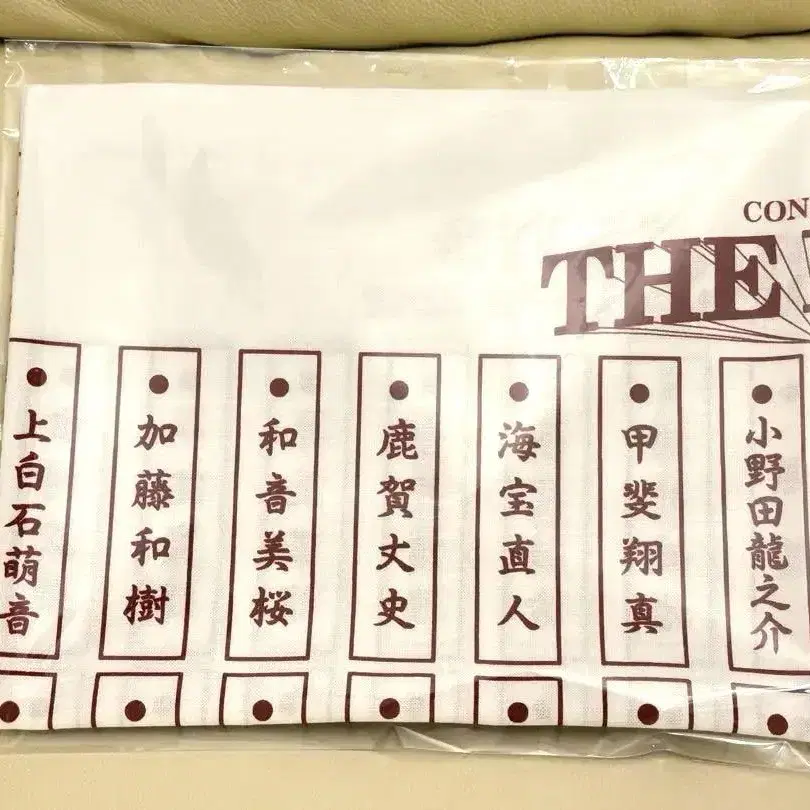 CON
THE
小野田龍之介
甲斐翔真
海宝直人
鹿賀丈史
和音美桜
加藤和樹
上白石萌音